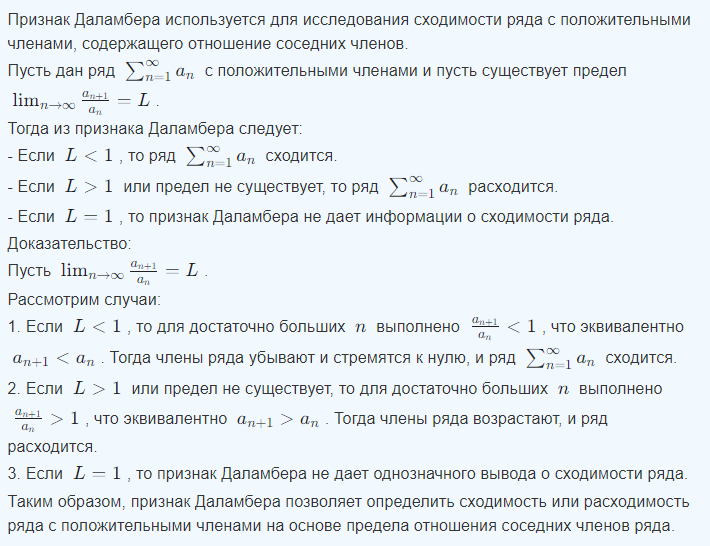 Признак Даламбера используется для исследования сходимости ряда с положительными
членами, содержащего отношение соседних членов.
Пусть дан ряд $\sum_{n=1}^{\infty} a_n$ с положительными членами и пусть существует предел
$\lim_{n\to\infty} \frac{a_{n+1}}{a_n} = L$ .
Тогда из признака Даламбера следует:
- Если $L < 1$ , то ряд $\sum_{n=1}^{\infty} a_n$ сходится.
- Если $L > 1$ или предел не существует, то ряд $\sum_{n=1}^{\infty} a_n$ расходится.
- Если $L = 1$ , то признак Даламбера не дает информации о сходимости ряда.
Доказательство:
Пусть $\lim_{n\to\infty} \frac{a_{n+1}}{a_n} = L$ .
Рассмотрим случаи:
1. Если $L < 1$ , то для достаточно больших $n$ выполнено $\frac{a_{n+1}}{a_n} < 1$ , что эквивалентно
$a_{n+1} < a_n$ . Тогда члены ряда убывают и стремятся к нулю, и ряд $\sum_{n=1}^{\infty} a_n$ сходится.
2. Если $L > 1$ или предел не существует, то для достаточно больших $n$ выполнено
$\frac{a_{n+1}}{a_n} > 1$ , что эквивалентно $a_{n+1} > a_n$ . Тогда члены ряда возрастают, и ряд
расходится.
3. Если $L = 1$ , то признак Даламбера не дает однозначного вывода о сходимости ряда.
Таким образом, признак Даламбера позволяет определить сходимость или расходимость
ряда с положительными членами на основе предела отношения соседних членов ряда.